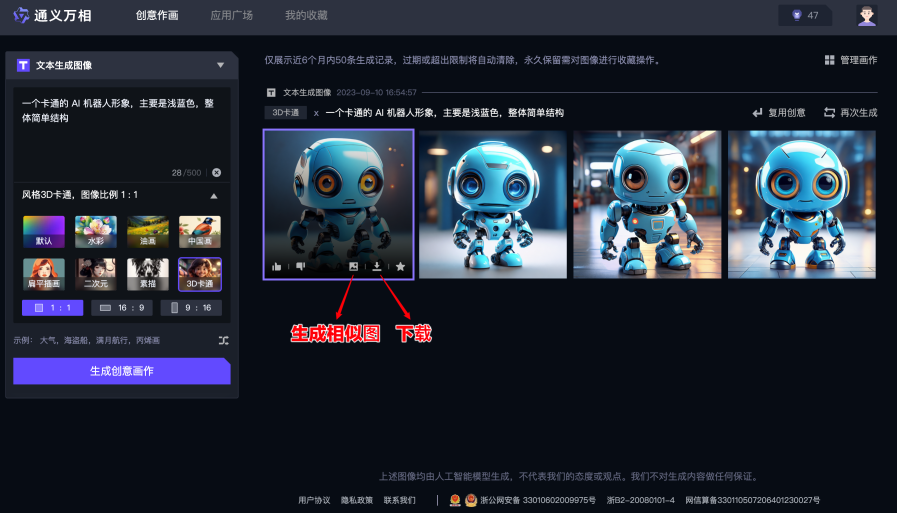 通义万相
创意作画
应用广场
我的收藏
47
文本生成图像
一个卡通的 AI 机器人形象，主要是浅蓝色，整
体简单结构
28/500
风格3D卡通，图像比例 1：1
默认
水彩
油画
中国画
扁平插画
二次元
素描
3D卡通
1 : 1
16 : 9
9 : 16
示例： 大气，海盗船，满月航行，丙烯画
生成创意画作
仅展示近6个月内50条生成记录，过期或超出限制将自动清除，永久保留需对图像进行收藏操作。
管理画作
文本生成图像 2023-09-10 16:54:57
3D卡通 x 一个卡通的 AI 机器人形象，主要是浅蓝色，整体简单结构
复用创意
再次生成
生成相似图
下载
上述图像均由人工智能模型生成，不代表我们的态度或观点。我们不对生成内容做任何保证。
用户协议 隐私政策 联系我们 浙公网安备 33010602009975号 浙B2-20080101-4 网信算备330110507206401230027号